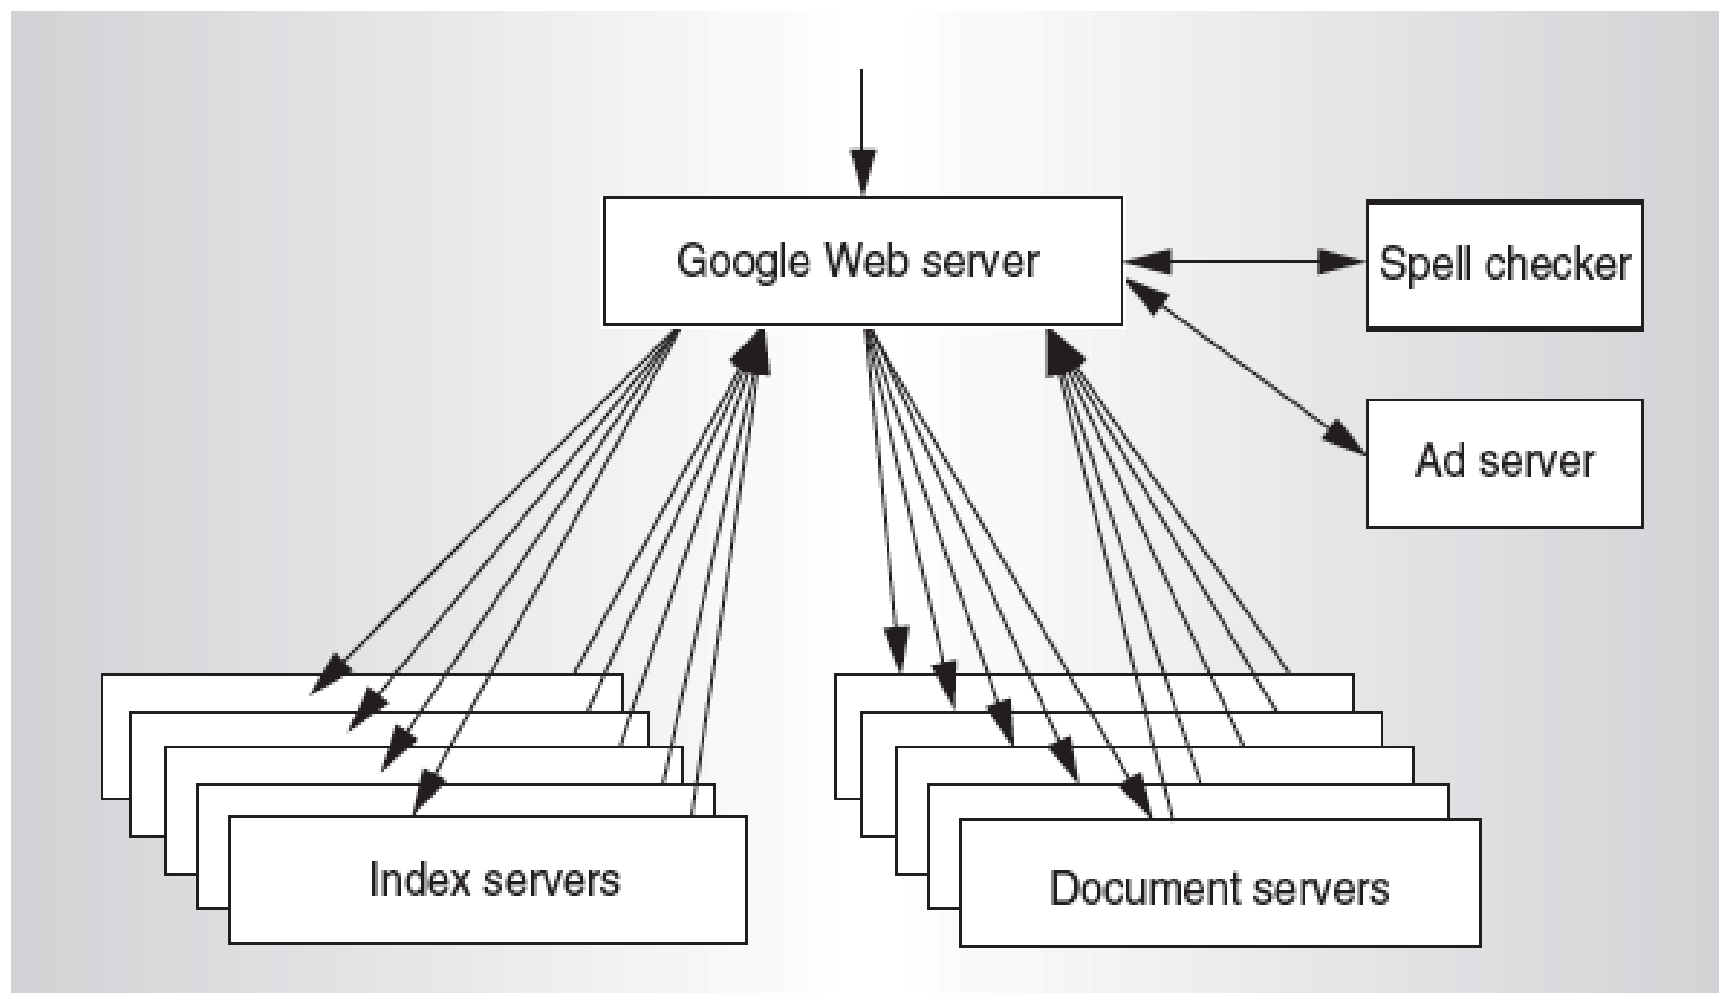 Google Web server
Spell checker
Ad server
Index servers
Document servers